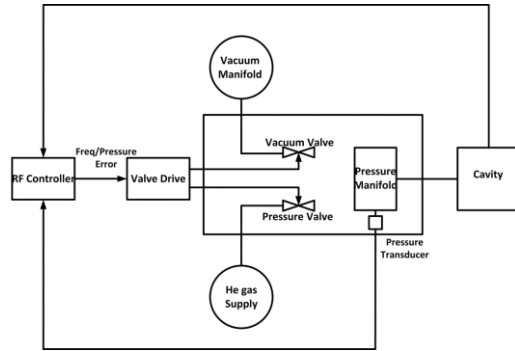 Vacuum
Manifold
Freq/Pressure
Error
Vacuum Valve
RF Controller
Valve Drive
Pressure
Manifold
Cavity
Pressure Valve
Pressure
Transducer
He gas
Supply